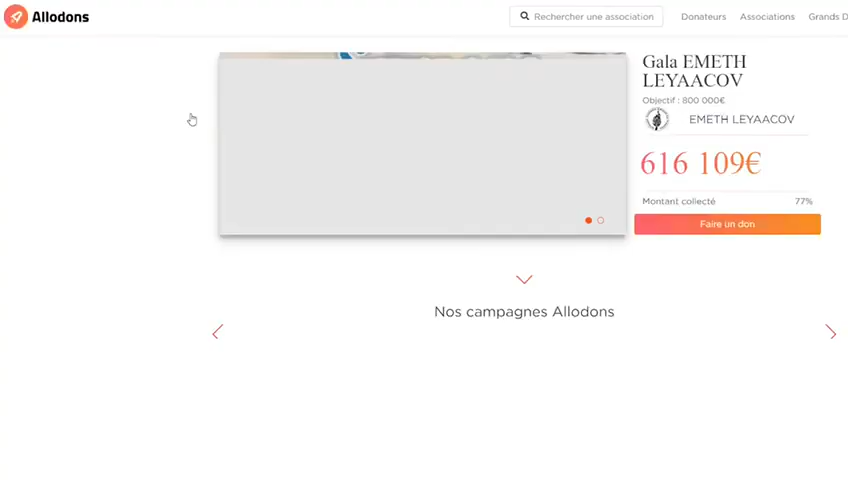 Allodons
Rechercher une association
Donateurs
Associations
Grands D
Gala EMETH
LEYAACOV
Objectif : 800 000€
EMETH LEYAACOV
616 109€
Montant collecté
77%
Faire un don
Nos campagnes Allodons